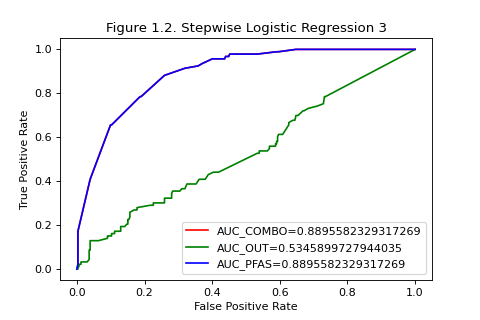 Figure 1.2. Stepwise Logistic Regression 3
True Positive Rate
1.0
0.8
0.6
0.4
0.2
0.0
AUC_COMBO=0.8895582329317269
AUC_OUT=0.5345899727944035
AUC_PFAS=0.8895582329317269
0.0 0.2 0.4 0.6 0.8 1.0
False Positive Rate